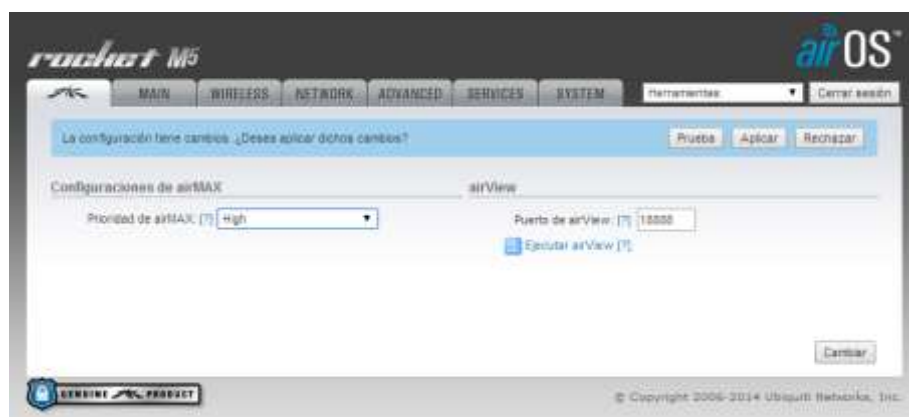 rocket M5
airOS™
MAIN WIRELESS NETWORK ADVANCED SERVICES SYSTEM Herramientas: Cerrar sesión
La configuración tiene cambios. ¿Desea aplicar dichos cambios? Prueba Aplicar Rechazar
Configuraciones de airMAX
airView
Prioridad de airMAX: [?] High
Puerto de airView: [?] 18888
Ejecutar airView [?]
Cambiar
GENUINE PRODUCT
© Copyright 2006-2014 Ubiquiti Networks, Inc.